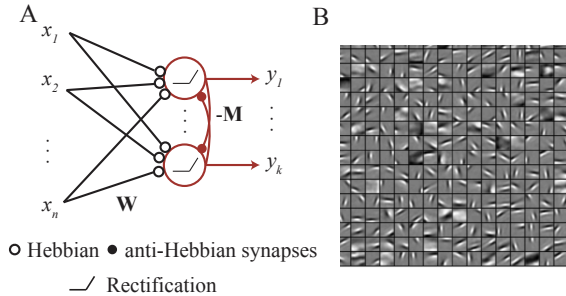 A
B
x1
x2
xn
y1
yk
-M
W
Hebbian
anti-Hebbian synapses
Rectification